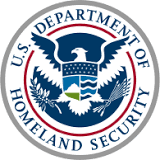 U.S. DEPARTMENT OF
HOMELAND SECURITY